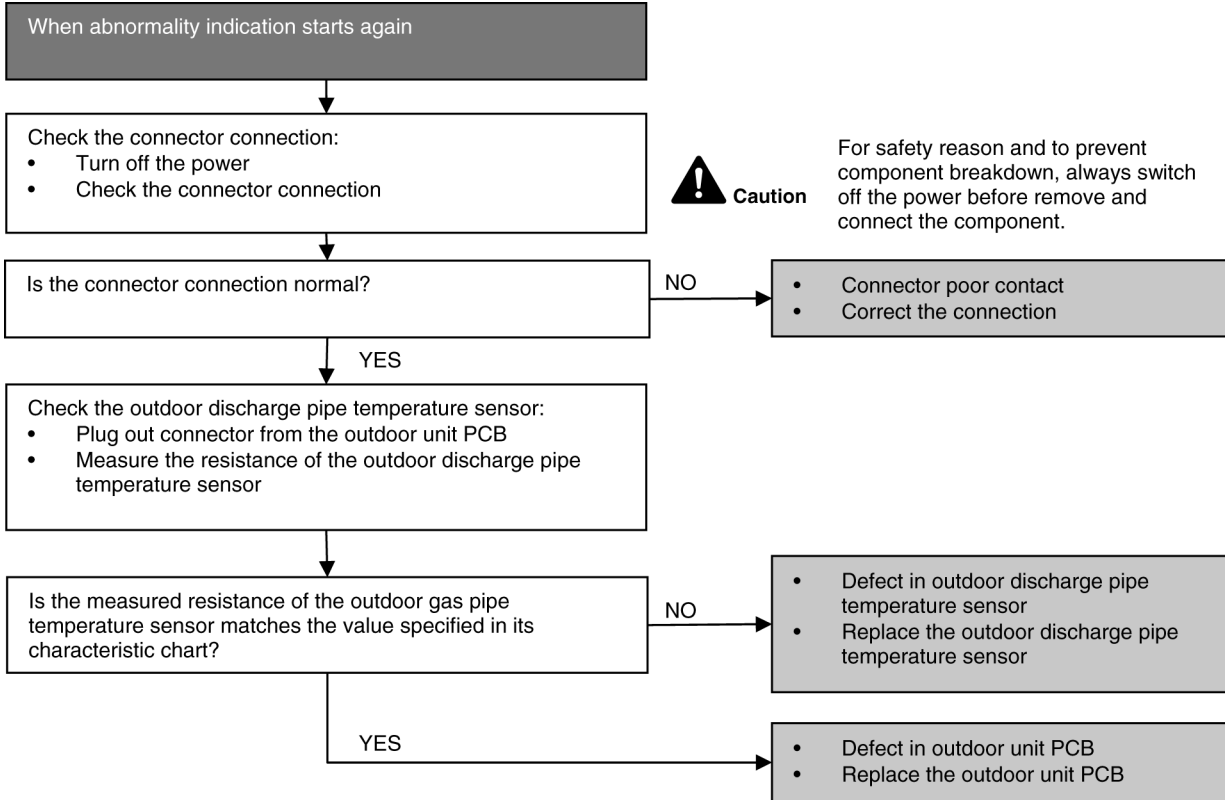 When abnormality indication starts again
Check the connector connection:
• Turn off the power
• Check the connector connection
Caution
For safety reason and to prevent
component breakdown, always switch
off the power before remove and
connect the component.
Is the connector connection normal?
NO
• Connector poor contact
• Correct the connection
YES
Check the outdoor discharge pipe temperature sensor:
• Plug out connector from the outdoor unit PCB
• Measure the resistance of the outdoor discharge pipe
temperature sensor
Is the measured resistance of the outdoor gas pipe
temperature sensor matches the value specified in its
characteristic chart?
NO
• Defect in outdoor discharge pipe
temperature sensor
• Replace the outdoor discharge pipe
temperature sensor
YES
• Defect in outdoor unit PCB
• Replace the outdoor unit PCB